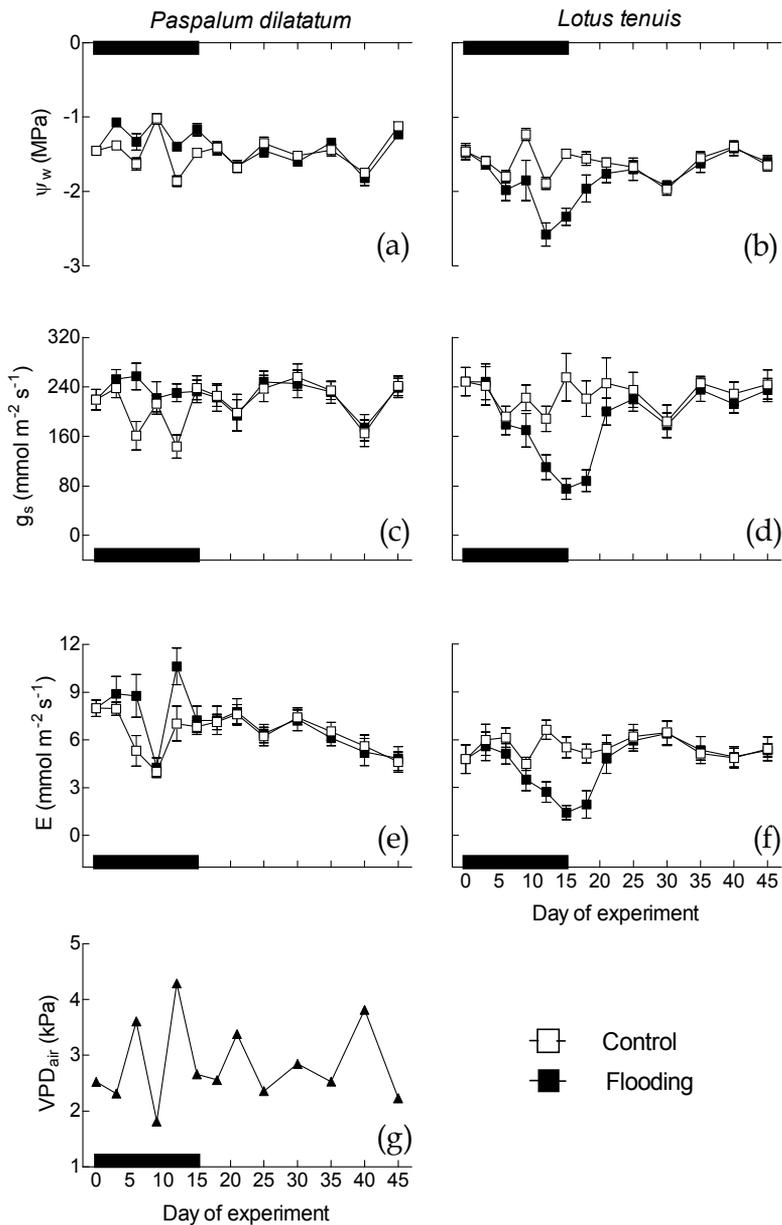 Paspalum dilatatum
Lotus tenuis
0
-1
-2
-3
Ψw (MPa)
(a)
(b)
320
240
160
80
0
gs (mmol m-2 s-1)
(c)
(d)
12
9
6
3
0
E (mmol m-2 s-1)
(e)
(f)
0 5 10 15 20 25 30 35 40 45
Day of experiment
5
4
3
2
1
VPDair (kPa)
(g)
0 5 10 15 20 25 30 35 40 45
Day of experiment
Control
Flooding